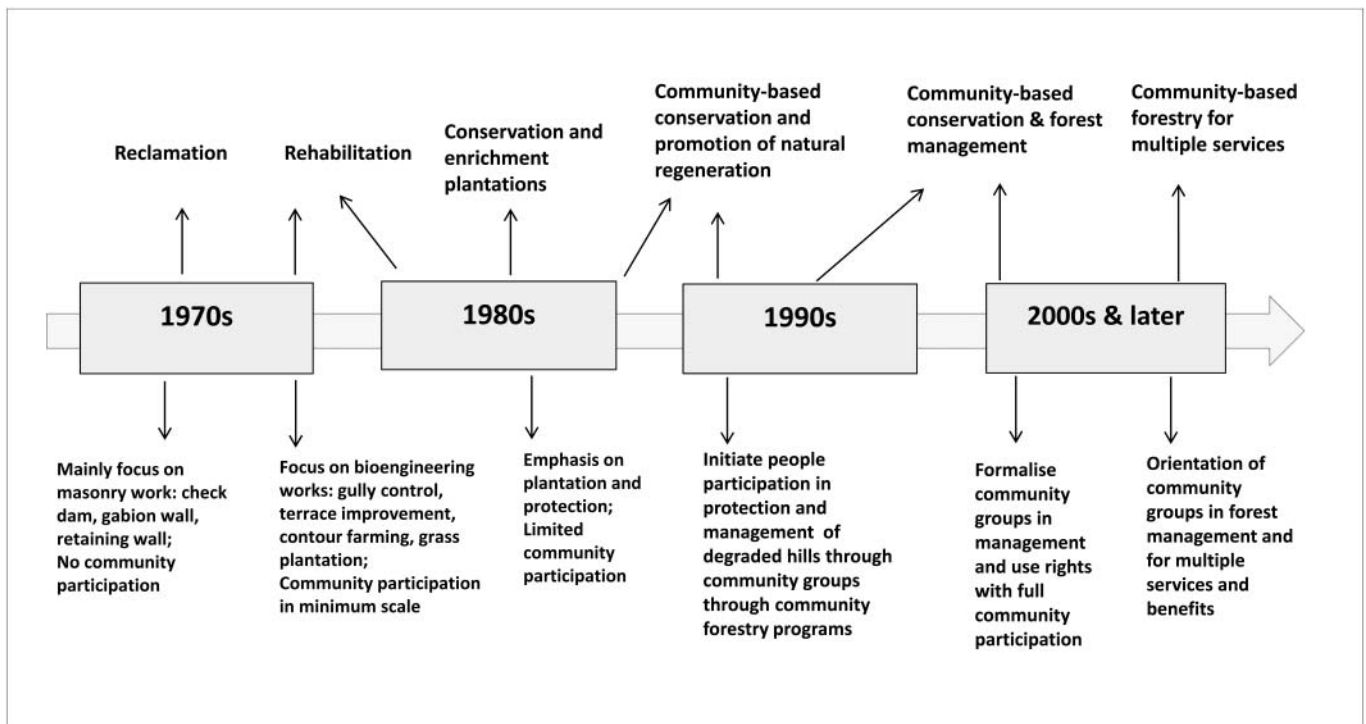 Reclamation
Rehabilitation
Conservation and
enrichment
plantations
Community-based
conservation and
promotion of natural
regeneration
Community-based
conservation & forest
management
Community-based
forestry for
multiple services
1970s
1980s
1990s
2000s & later
Mainly focus on
masonry work: check
dam, gabion wall,
retaining wall;
No community
participation
Focus on bioengineering
works: gully control,
terrace improvement,
contour farming, grass
plantation;
Community participation
in minimum scale
Emphasis on
plantation and
protection;
Limited
community
participation
Initiate people
participation in
protection and
management of
degraded hills through
community groups
through community
forestry programs
Formalise
community
groups in
management
and use rights
with full
community
participation
Orientation of
community
groups in forest
management and
for multiple
services and
benefits